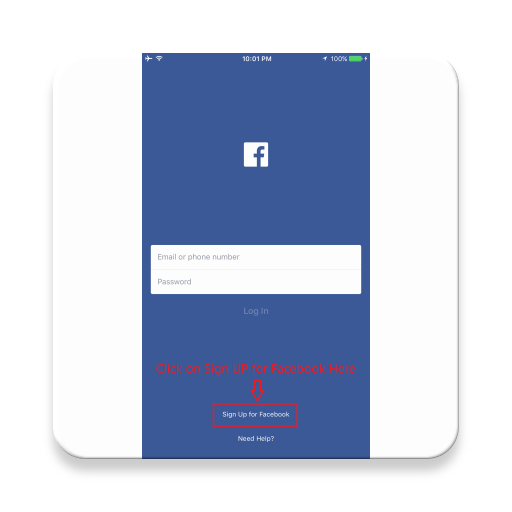 10:01 PM
100%
f
Email or phone number
Password
Log In
Click on Sign UP for Facebook Here
Sign Up for Facebook
Need Help?